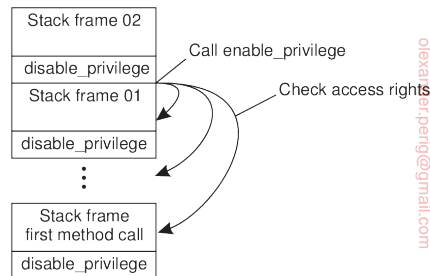 Stack frame 02
disable_privilege
Call enable_privilege
Stack frame 01
Check access rights
disable_privilege
Stack frame
first method call
disable_privilege
olexander.perig@gmail.com